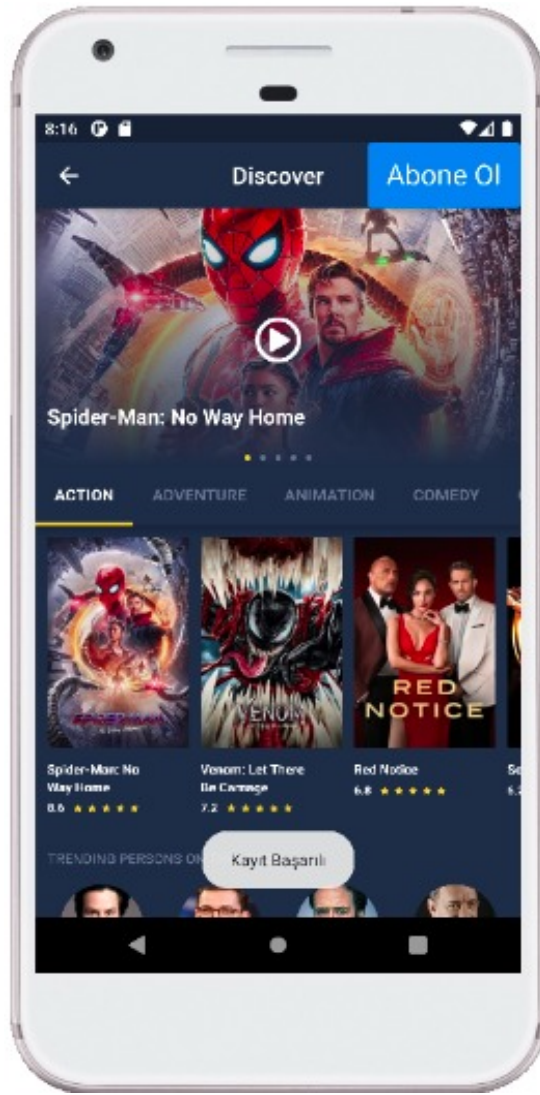 8:16
Discover
Abone Ol
Spider-Man: No Way Home
ACTION ADVENTURE ANIMATION COMEDY
VENOM
RED
NOTICE
Spider-Man: No
Way Home
8.6
Venom: Let There
Be Carnage
7.2
Red Notice
6.8
Se
6.
TRENDING PERSONS ON
Kayıt Başarılı